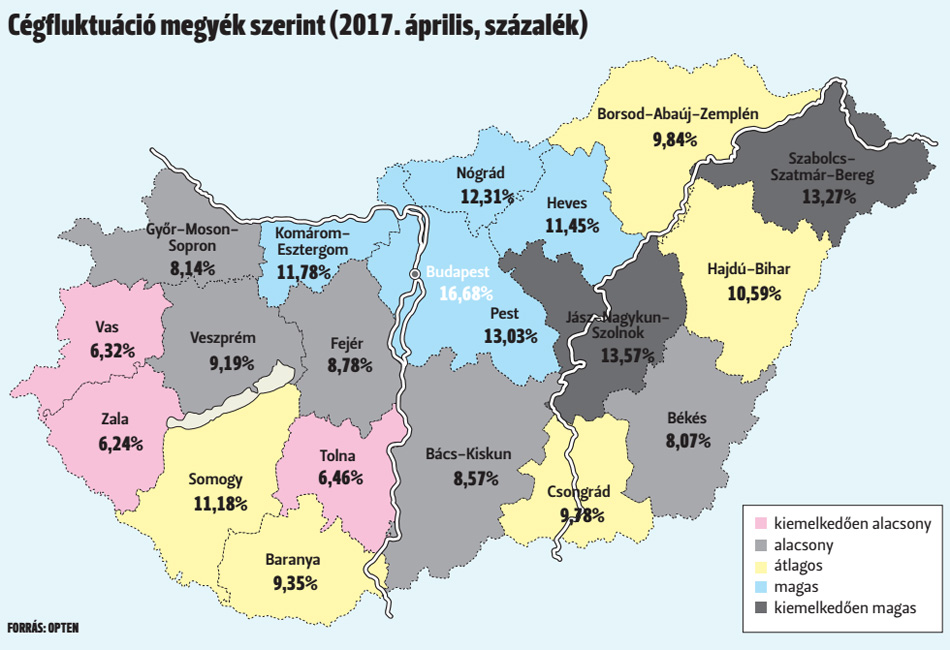 Cégfluktuáció megyék szerint (2017. április, százalék)
Borsod–Abaúj–Zemplén
9,84%
Szabolcs–
Szatmár–Bereg
13,27%
Nógrád
12,31%
Heves
11,45%
Győr–Moson–
Sopron
8,14%
Komárom–
Esztergom
11,78%
Budapest
16,68%
Pest
13,03%
Hajdú–Bihar
10,59%
Jász–Nagykun–
Szolnok
13,57%
Vas
6,32%
Veszprém
9,19%
Fejér
8,78%
Zala
6,24%
Somogy
11,18%
Tolna
6,46%
Bács–Kiskun
8,57%
Békés
8,07%
Csongrád
9,78%
Baranya
9,35%
kiemelkedően alacsony
alacsony
átlagos
magas
kiemelkedően magas
FORRÁS: OPTEN